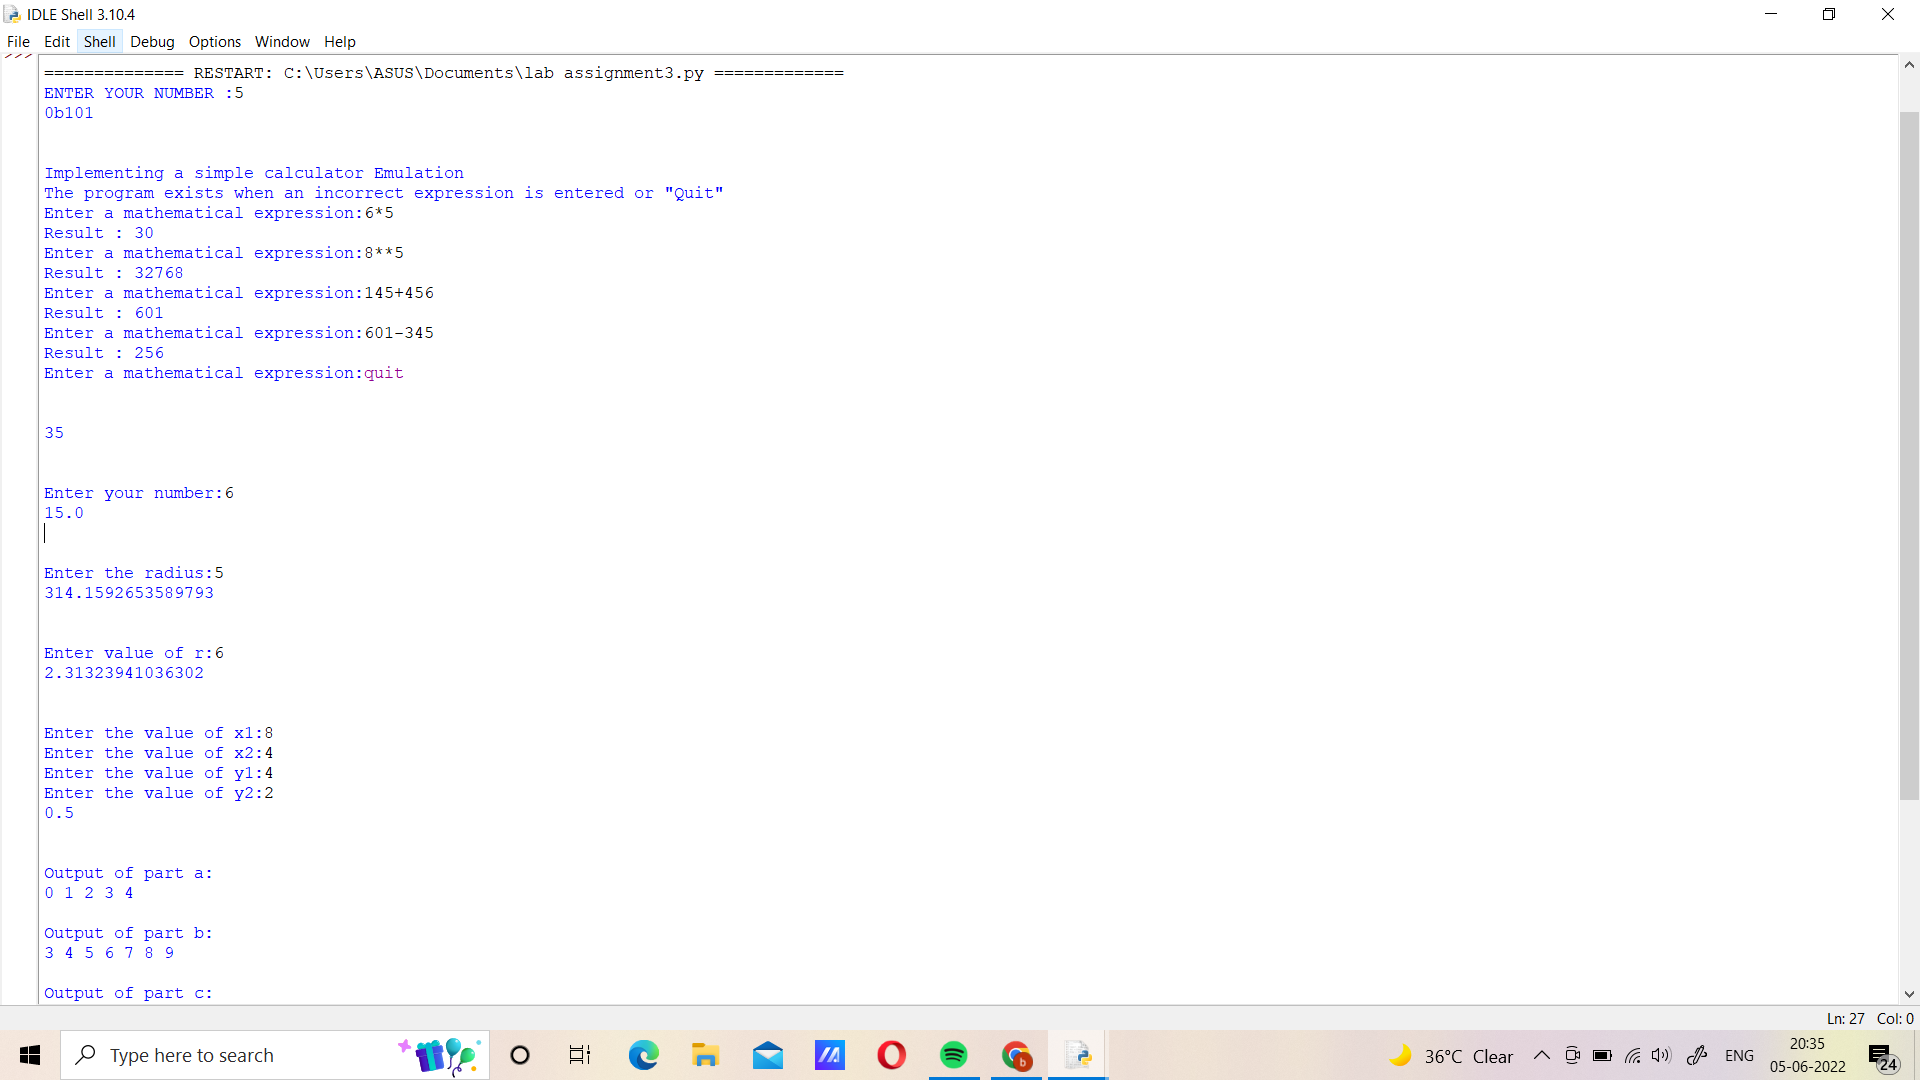 IDLE Shell 3.10.4
File Edit Shell Debug Options Window Help
>>>
============== RESTART: C:\Users\ASUS\Documents\lab assignment3.py =============
ENTER YOUR NUMBER :5
0b101
Implementing a simple calculator Emulation
The program exists when an incorrect expression is entered or "Quit"
Enter a mathematical expression:6*5
Result : 30
Enter a mathematical expression:8**5
Result : 32768
Enter a mathematical expression:145+456
Result : 601
Enter a mathematical expression:601-345
Result : 256
Enter a mathematical expression:quit
35
Enter your number:6
15.0
Enter the radius:5
314.1592653589793
Enter value of r:6
2.31323941036302
Enter the value of x1:8
Enter the value of x2:4
Enter the value of y1:4
Enter the value of y2:2
0.5
Output of part a:
0 1 2 3 4
Output of part b:
3 4 5 6 7 8 9
Output of part c:
Ln: 27 Col: 0
Type here to search
36°C Clear
ENG
20:35
05-06-2022
24